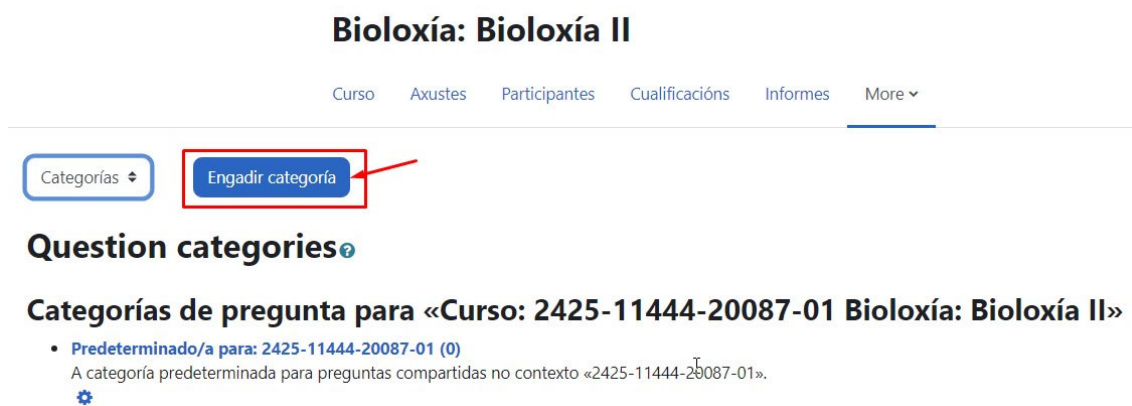 Bioloxía: Bioloxía II
Curso Axustes Participantes Cualificacións Informes More
Categorías Engadir categoría
Question categories
Categorías de pregunta para «Curso: 2425-11444-20087-01 Bioloxía: Bioloxía II»
Predeterminado/a para: 2425-11444-20087-01 (0)
A categoría predeterminada para preguntas compartidas no contexto «2425-11444-20087-01».